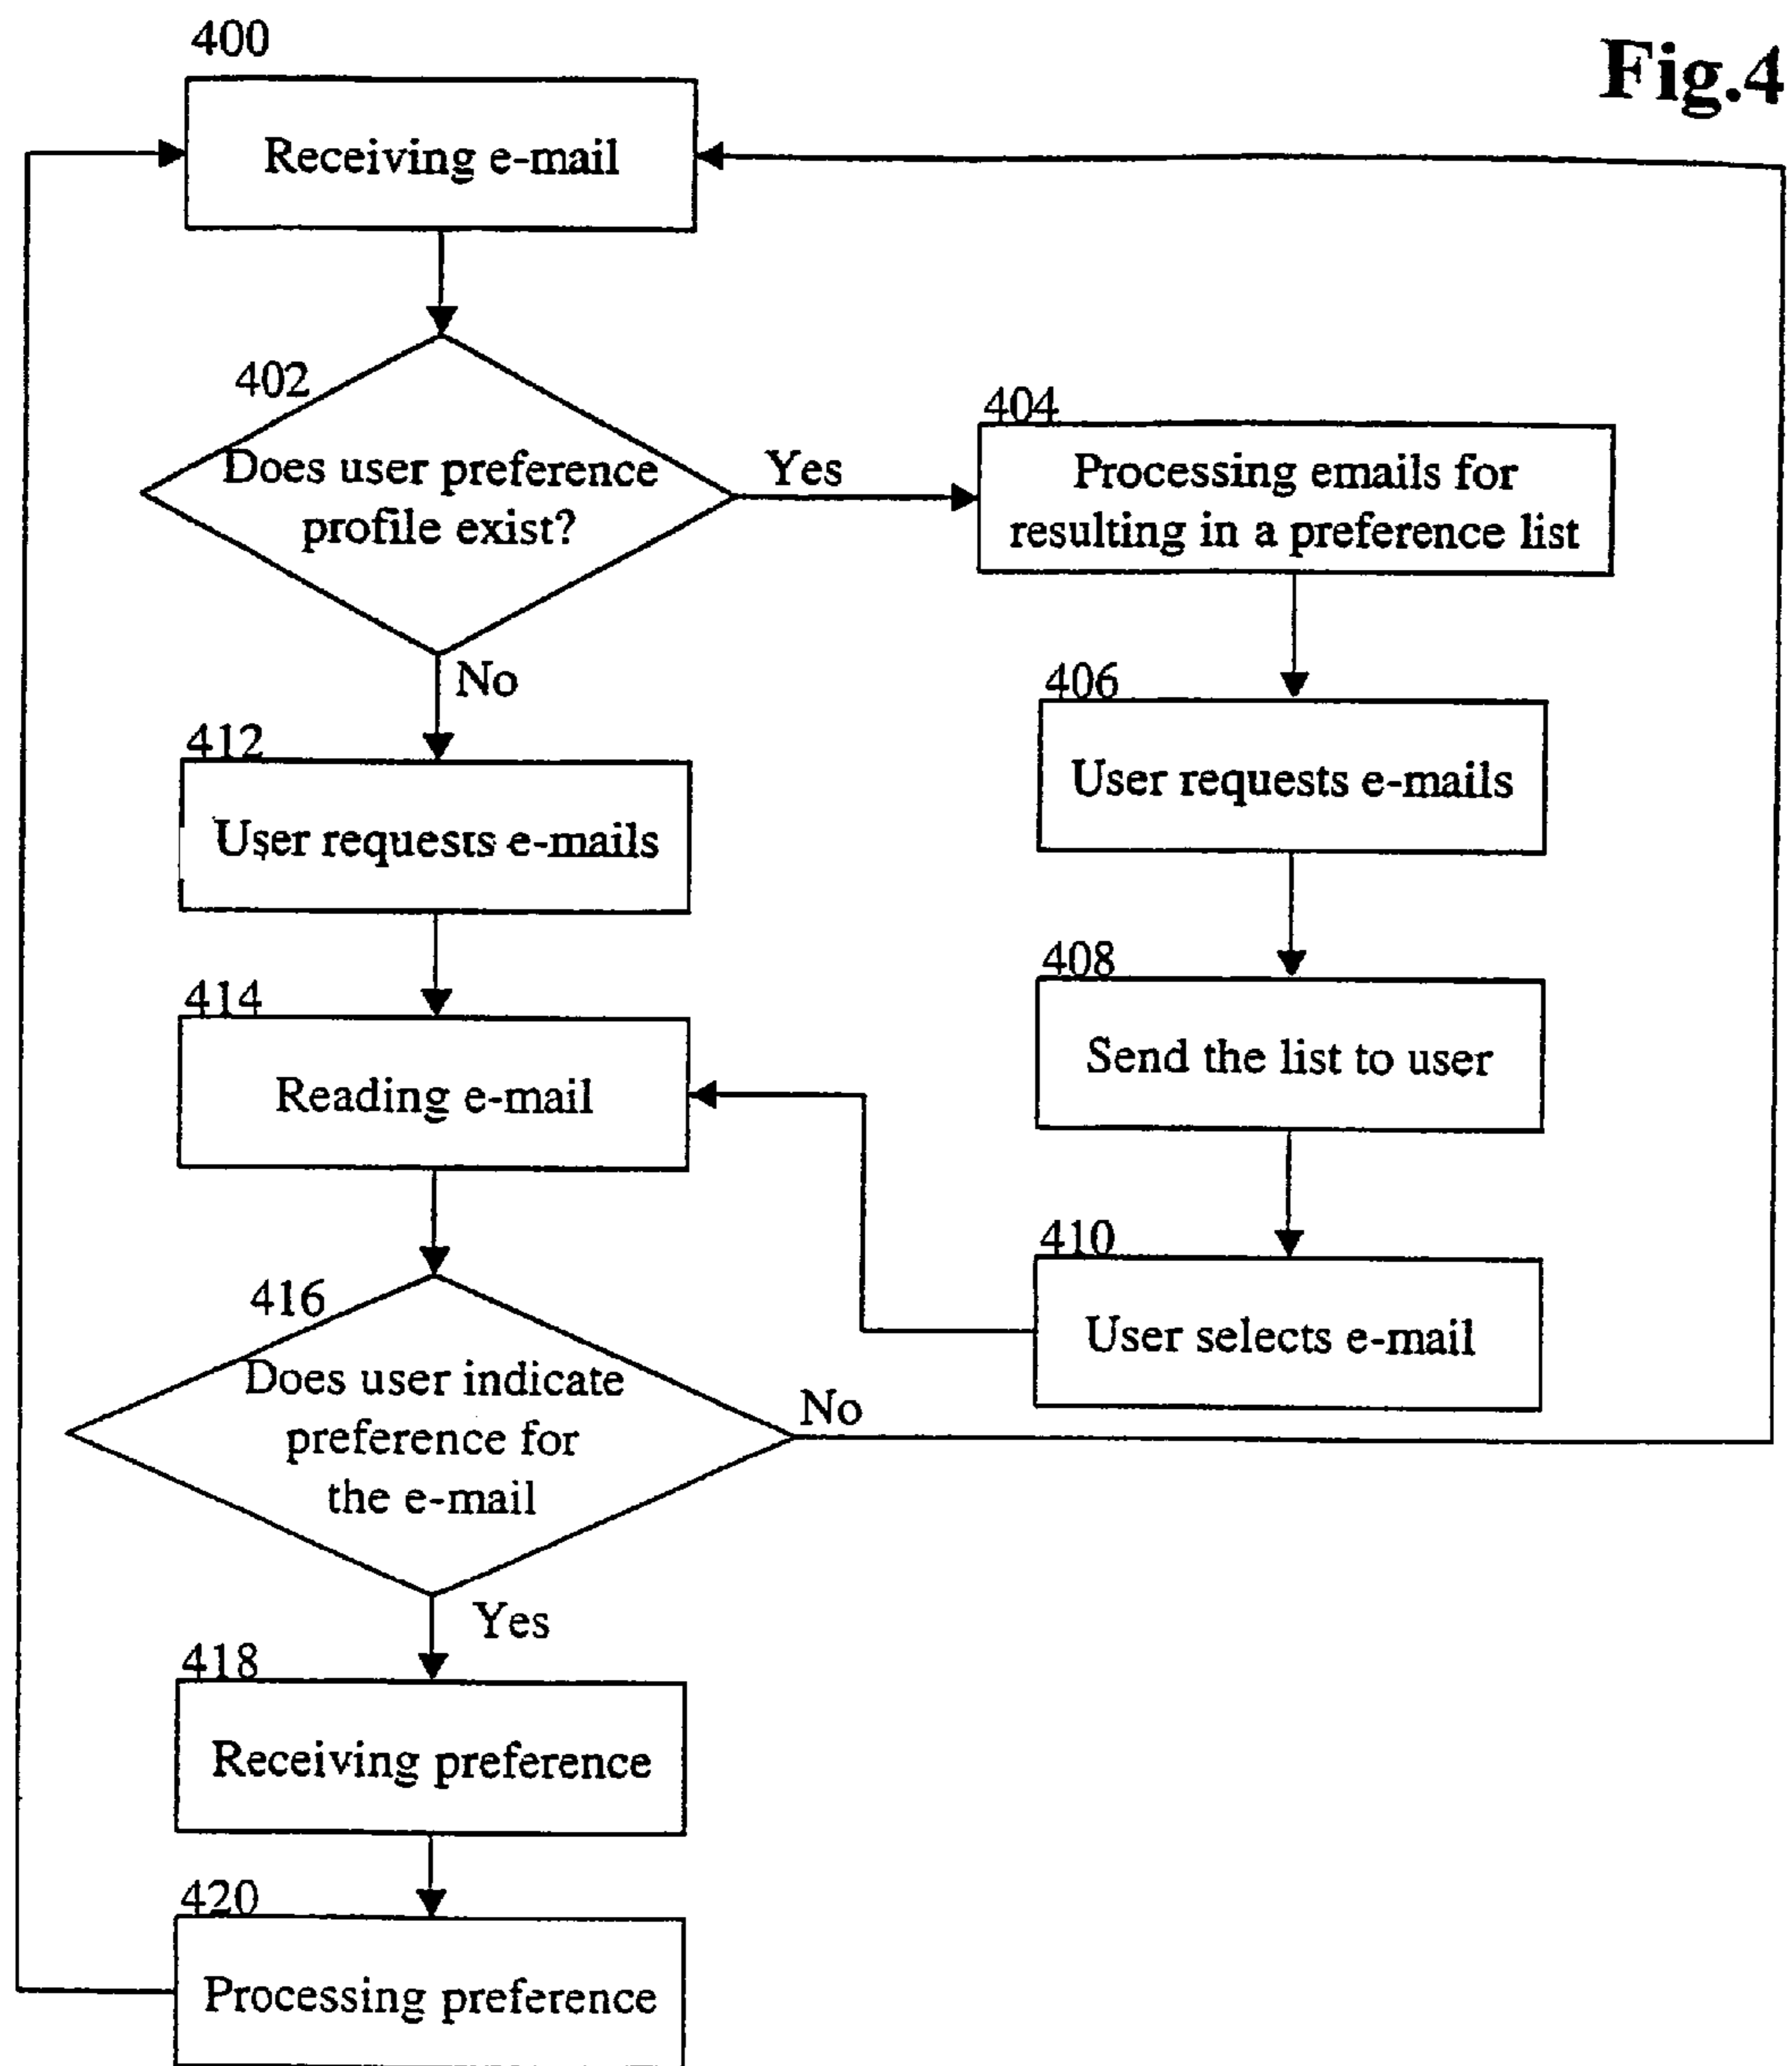 Fig.4
400
Receiving e-mail
402
Does user preference
profile exist?
Yes
404
Processing emails for
resulting in a preference list
No
406
User requests e-mails
412
User requests e-mails
408
Send the list to user
414
Reading e-mail
410
User selects e-mail
416
Does user indicate
preference for
the e-mail
No
Yes
418
Receiving preference
420
Processing preference